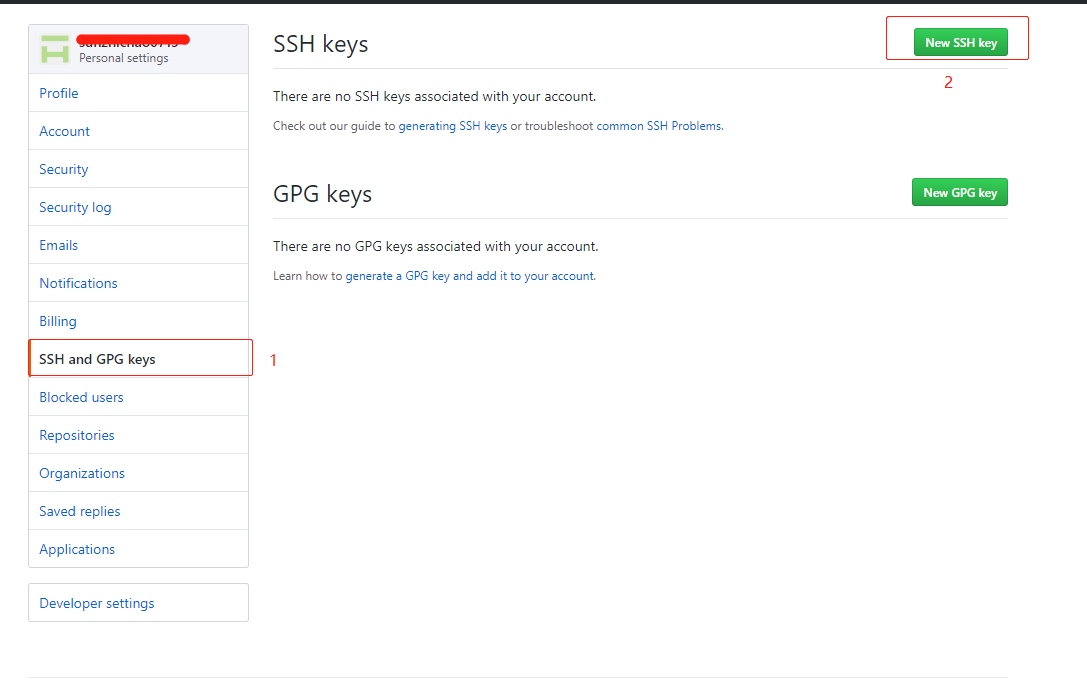 Personal settings
Profile
Account
Security
Security log
Emails
Notifications
Billing
SSH and GPG keys
1
Blocked users
Repositories
Organizations
Saved replies
Applications
Developer settings
SSH keys
New SSH key
2
There are no SSH keys associated with your account.
Check out our guide to generating SSH keys or troubleshoot common SSH Problems.
GPG keys
New GPG key
There are no GPG keys associated with your account.
Learn how to generate a GPG key and add it to your account.